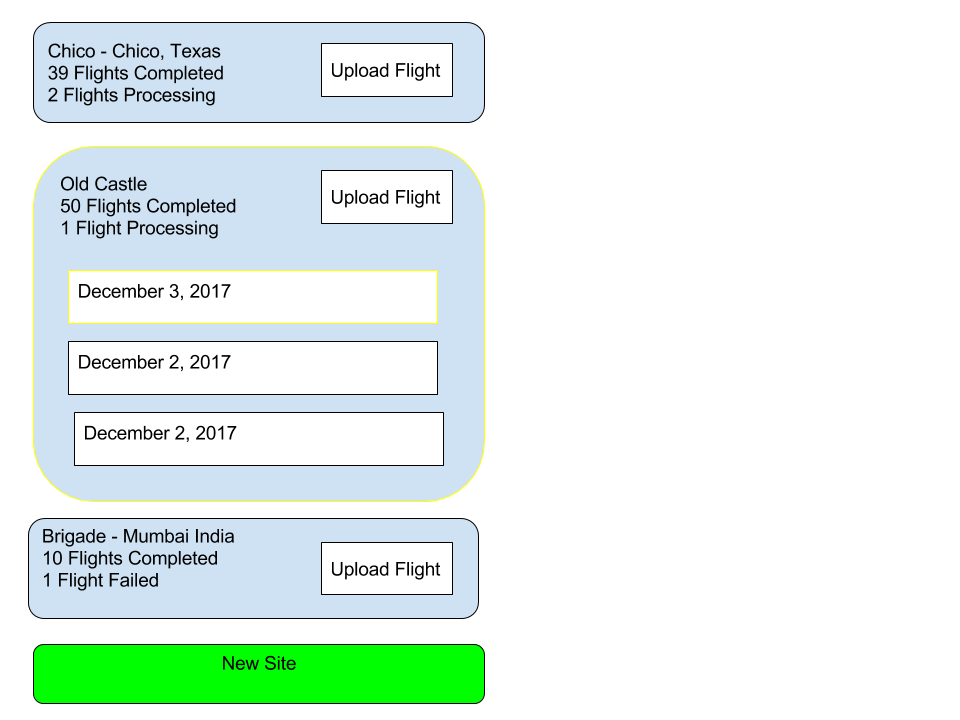 Chico - Chico, Texas
39 Flights Completed
2 Flights Processing
Upload Flight
Old Castle
50 Flights Completed
1 Flight Processing
Upload Flight
December 3, 2017
December 2, 2017
December 2, 2017
Brigade - Mumbai India
10 Flights Completed
1 Flight Failed
Upload Flight
New Site